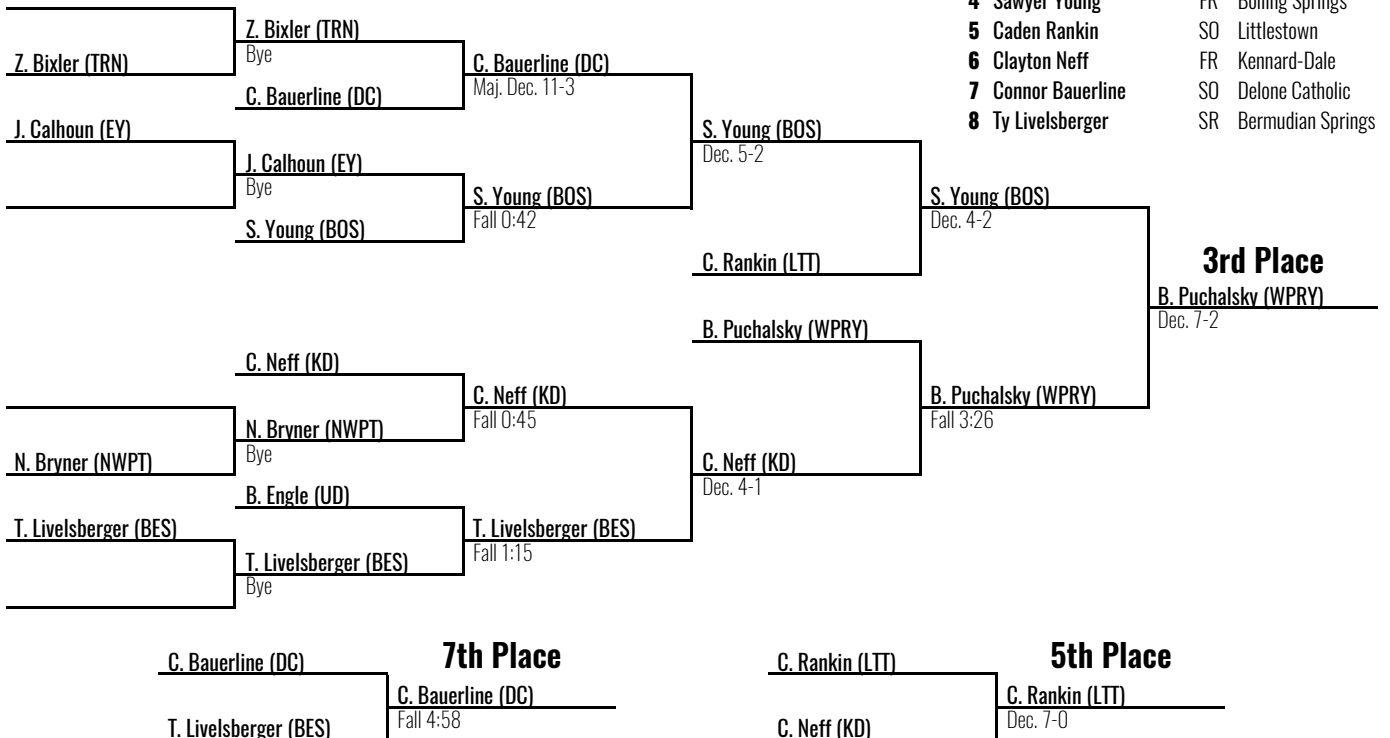 4 Sawyer Young FR Boiling Springs
5 Caden Rankin SO Littlestown
6 Clayton Neff FR Kennard-Dale
7 Connor Bauerline SO Delone Catholic
8 Ty Livelsberger SR Bermudian Springs
Z. Bixler (TRN)
J. Calhoun (EY)
N. Bryner (NWPT)
T. Livelsberger (BES)
Z. Bixler (TRN)
Bye
C. Bauerline (DC)
J. Calhoun (EY)
Bye
S. Young (BOS)
C. Neff (KD)
N. Bryner (NWPT)
Bye
B. Engle (UD)
T. Livelsberger (BES)
Bye
C. Bauerline (DC)
Maj. Dec. 11-3
S. Young (BOS)
Fall 0:42
C. Neff (KD)
Fall 0:45
T. Livelsberger (BES)
Fall 1:15
S. Young (BOS)
Dec. 5-2
C. Rankin (LTT)
B. Puchalsky (WPRY)
C. Neff (KD)
Dec. 4-1
S. Young (BOS)
Dec. 4-2
B. Puchalsky (WPRY)
Fall 3:26
3rd Place
B. Puchalsky (WPRY)
Dec. 7-2
7th Place
C. Bauerline (DC)
T. Livelsberger (BES)
C. Bauerline (DC)
Fall 4:58
5th Place
C. Rankin (LTT)
C. Neff (KD)
C. Rankin (LTT)
Dec. 7-0